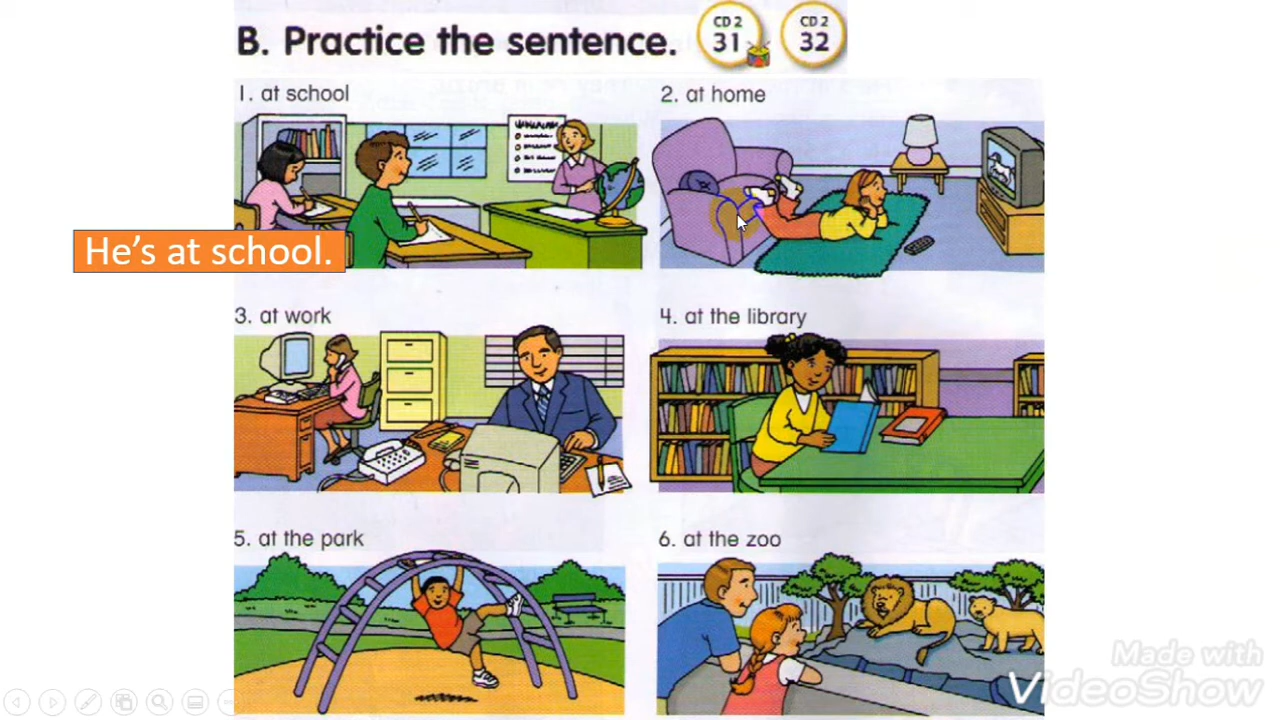 B. Practice the sentence.
CD 2
31
CD 2
32
1. at school
2. at home
He's at school.
3. at work
4. at the library
5. at the park
6. at the zoo
Made with
VideoShow